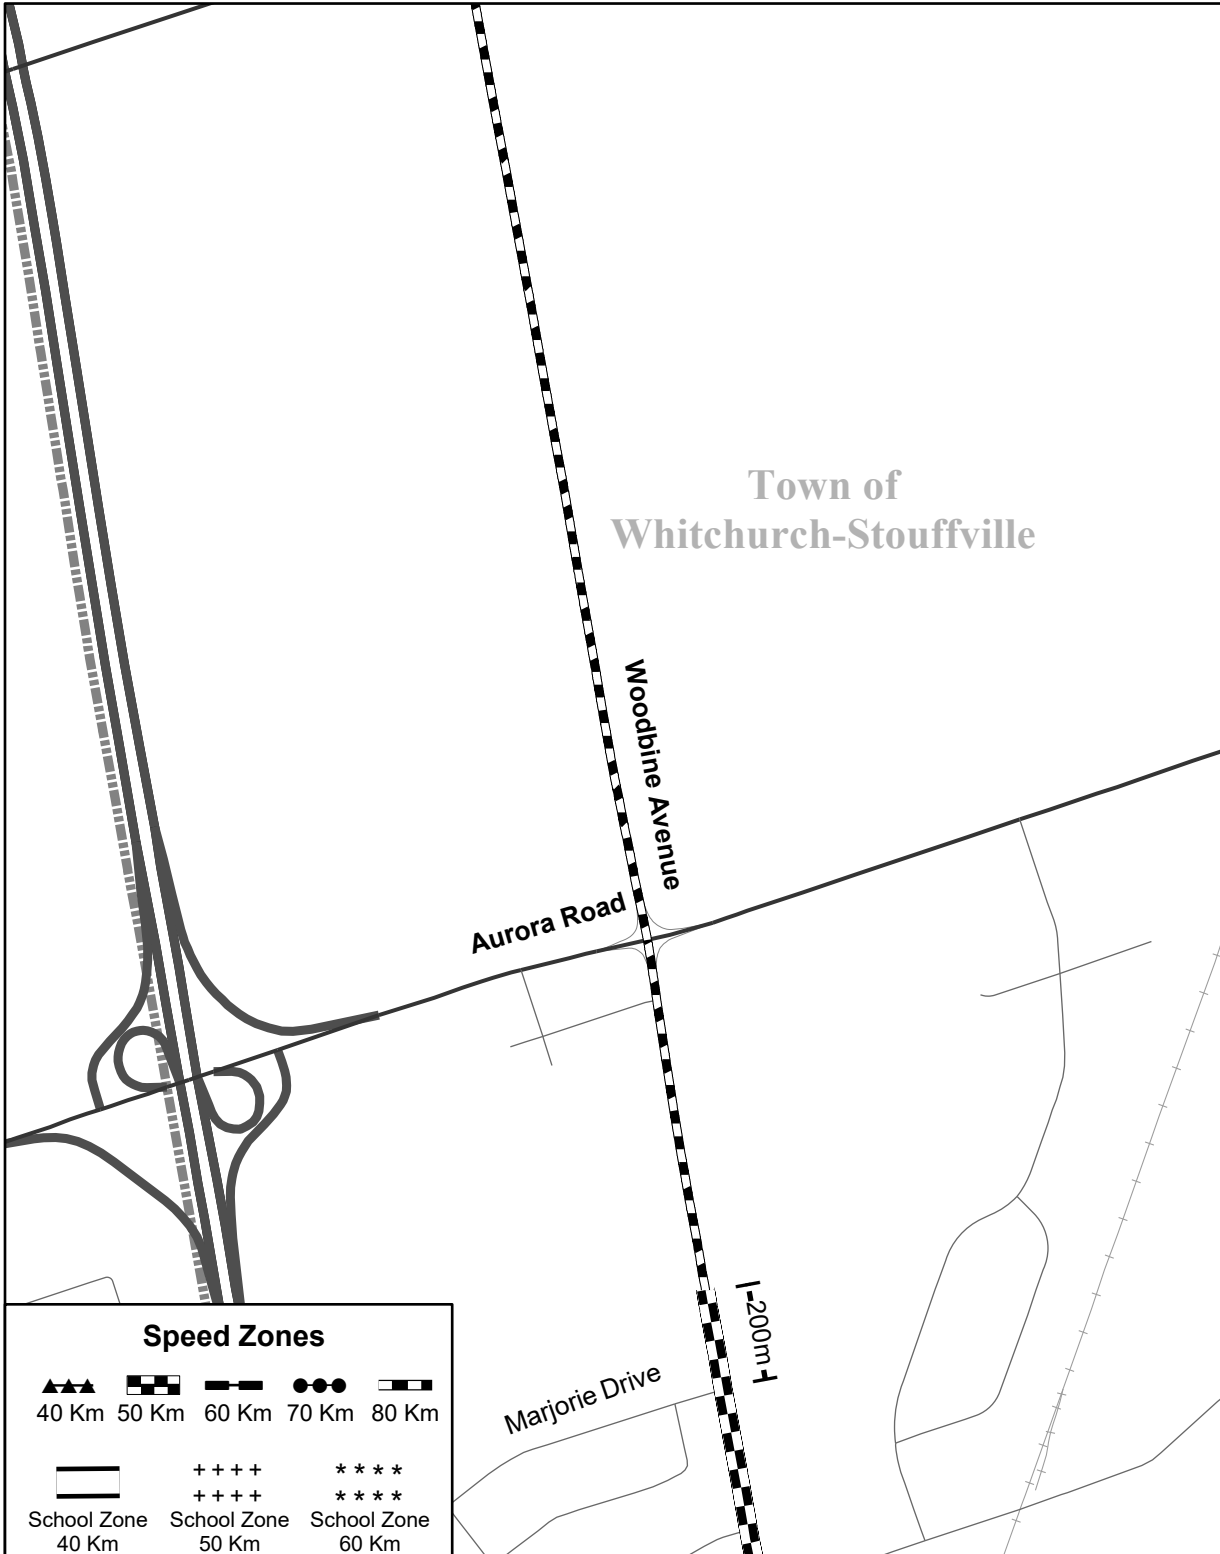 Town of
Whitchurch-Stouffville
Woodbine Avenue
Aurora Road
200m
Marjorie Drive
Speed Zones
40 Km 50 Km 60 Km 70 Km 80 Km
School Zone School Zone School Zone
40 Km 50 Km 60 Km